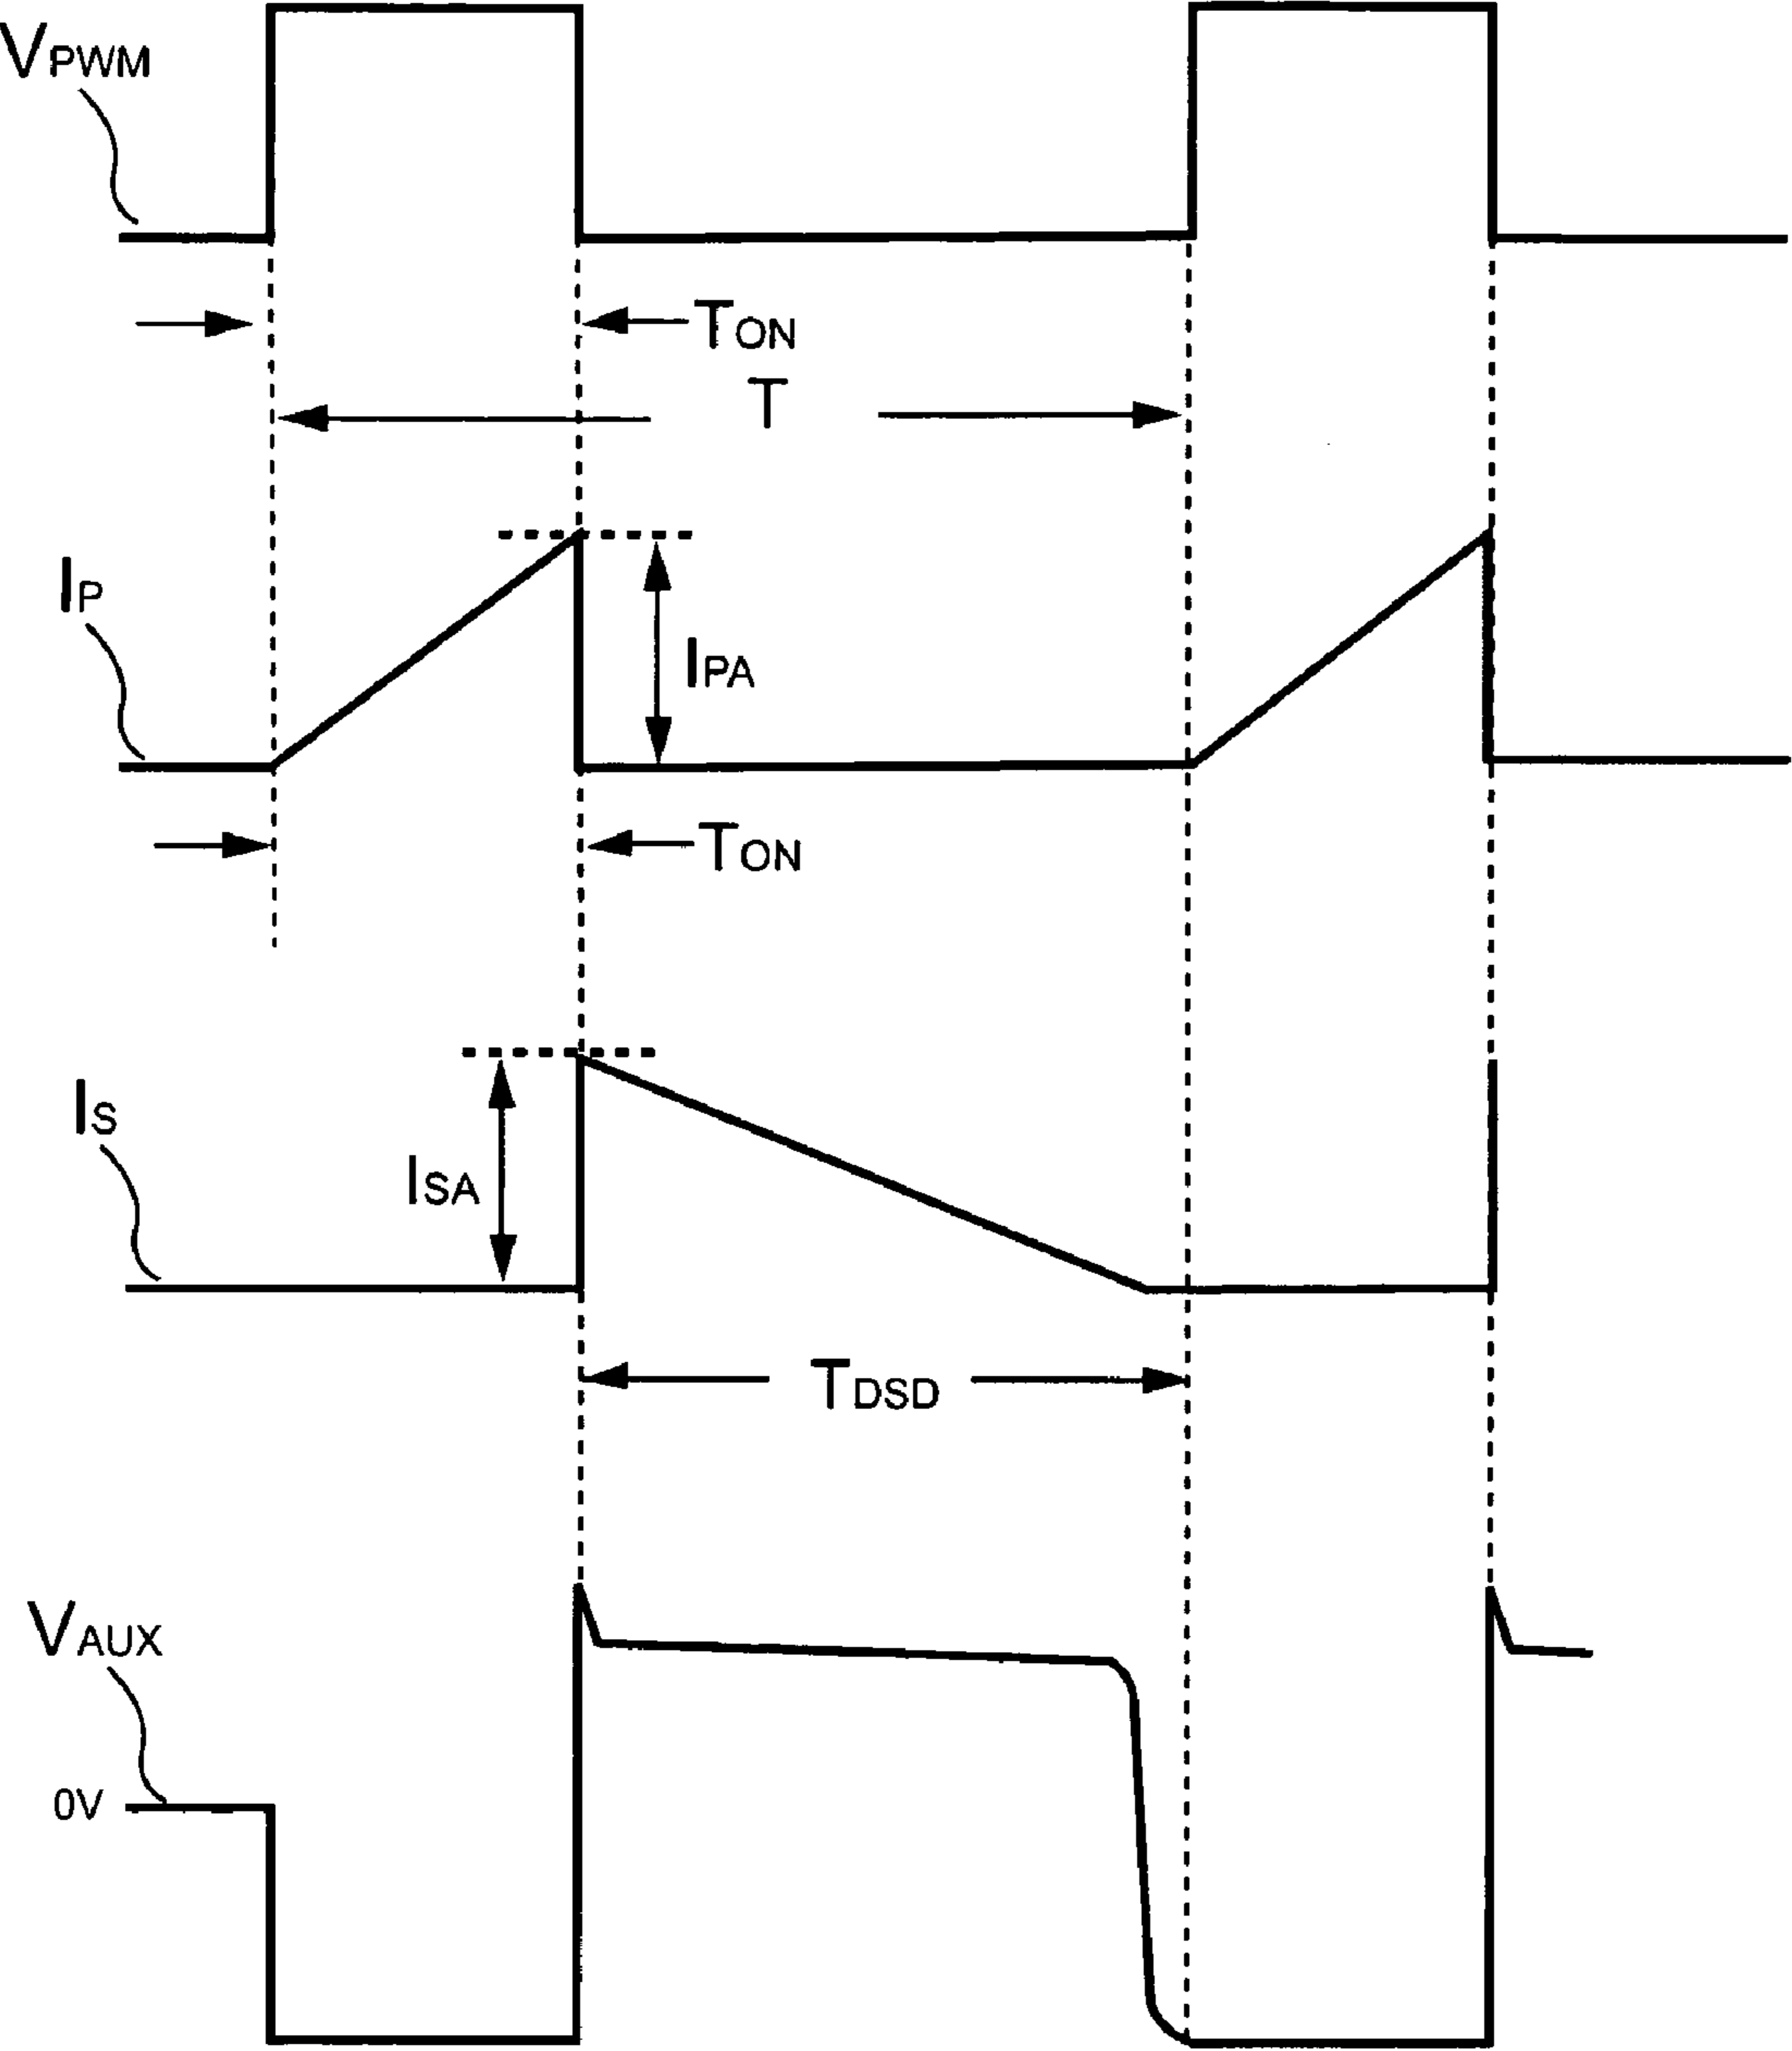 VPWM
TON
T
IP
IPA
TON
IS
ISA
TDSD
VAUX
0V